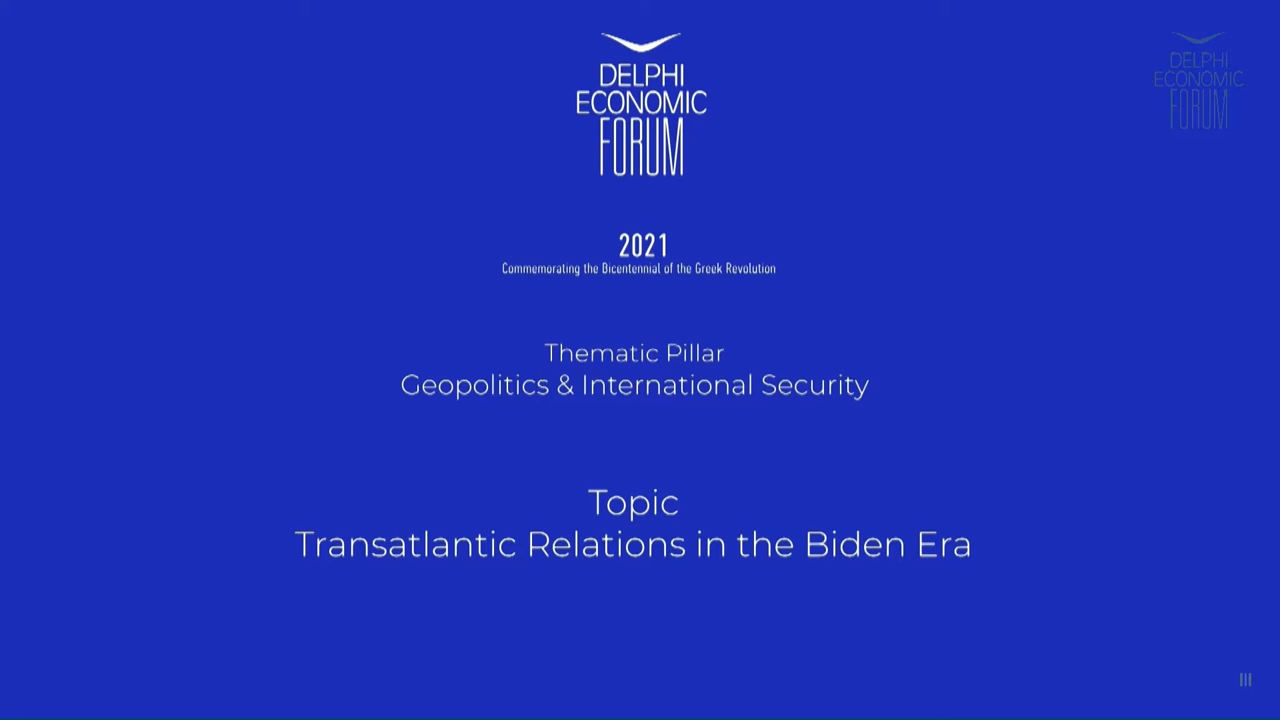 DELPHI
ECONOMIC
FORUM
DELPHI
ECONOMIC
FORUM
2021
Commemorating the Bicentennial of the Greek Revolution
Thematic Pillar
Geopolitics & International Security
Topic
Transatlantic Relations in the Biden Era